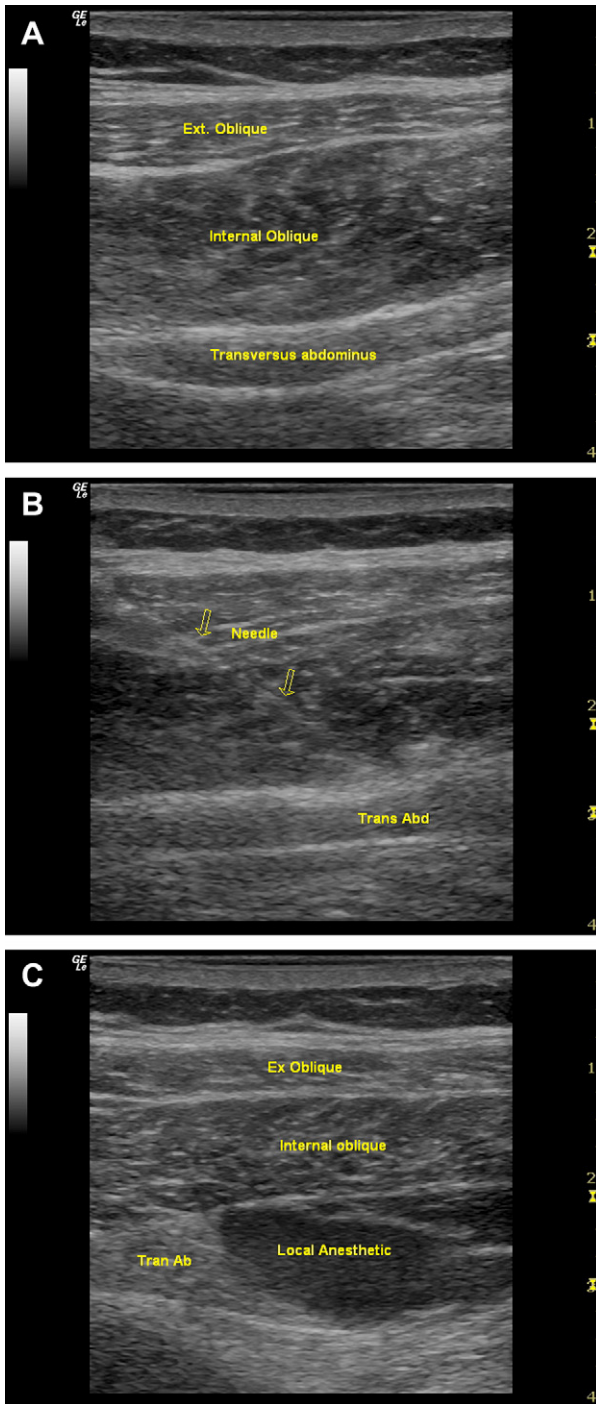 A
GE
Le
Ext. Oblique
1
Internal Oblique
2
Transversus abdominus
4
B
GE
Le
1
Needle
2
Trans Abd
4
C
GE
Le
Ex Oblique
1
Internal oblique
2
Local Anesthetic
Tran Ab
4